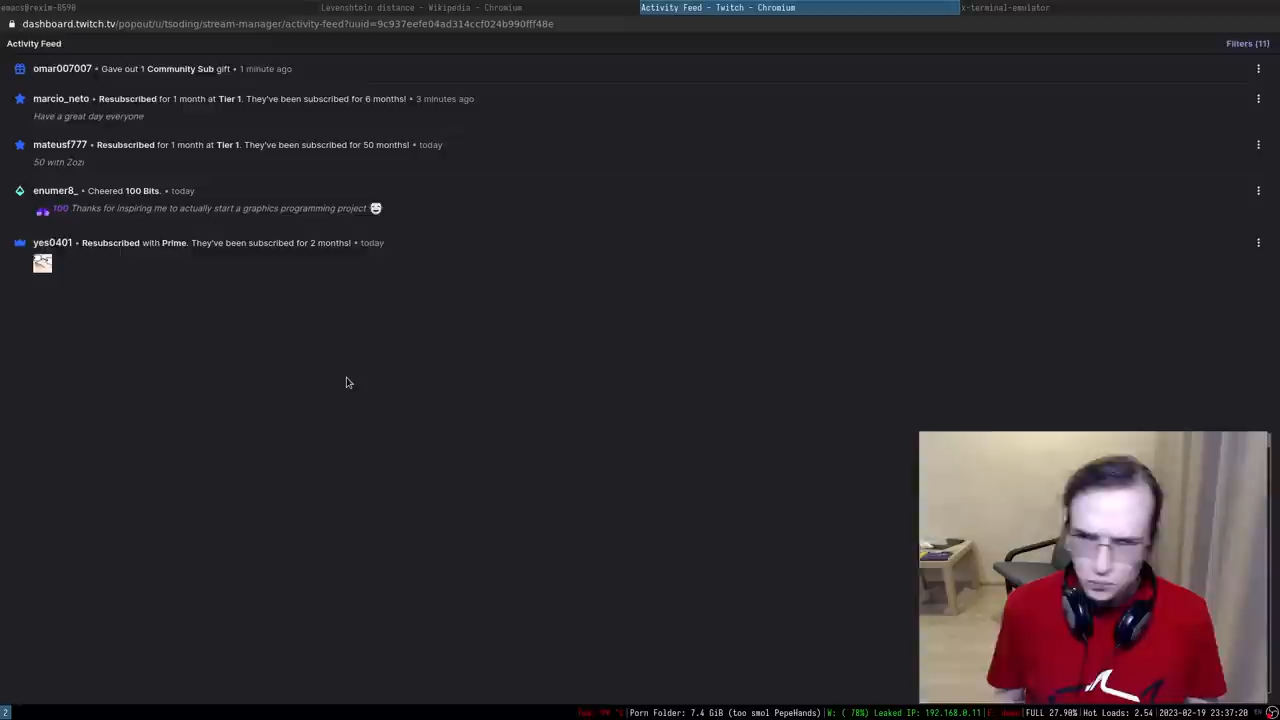 emacs@rexim-B590
Levenshtein distance - Wikipedia - Chromium
Activity Feed - Twitch - Chromium
x-terminal-emulator
dashboard.twitch.tv/popout/u/tsoding/stream-manager/activity-feed?uuid=9c937eefe04ad314ccf024b990fff48e
Activity Feed
Filters (11)
omar007007 • Gave out 1 Community Sub gift • 1 minute ago
marcio_neto • Resubscribed for 1 month at Tier 1. They've been subscribed for 6 months! • 3 minutes ago
Have a great day everyone
mateusf777 • Resubscribed for 1 month at Tier 1. They've been subscribed for 50 months! • today
50 with Zozi
enumer8_ • Cheered 100 Bits. • today
100 Thanks for inspiring me to actually start a graphics programming project
yes0401 • Resubscribed with Prime. They've been subscribed for 2 months! • today
2
|Porn Folder: 7.4 GiB (too smol PepeHands)|W: ( 78%) Leaked IP: 192.168.0.11|E: down|FULL 27.90%|Hot Loads: 2.54|2023-02-19 23:37:20